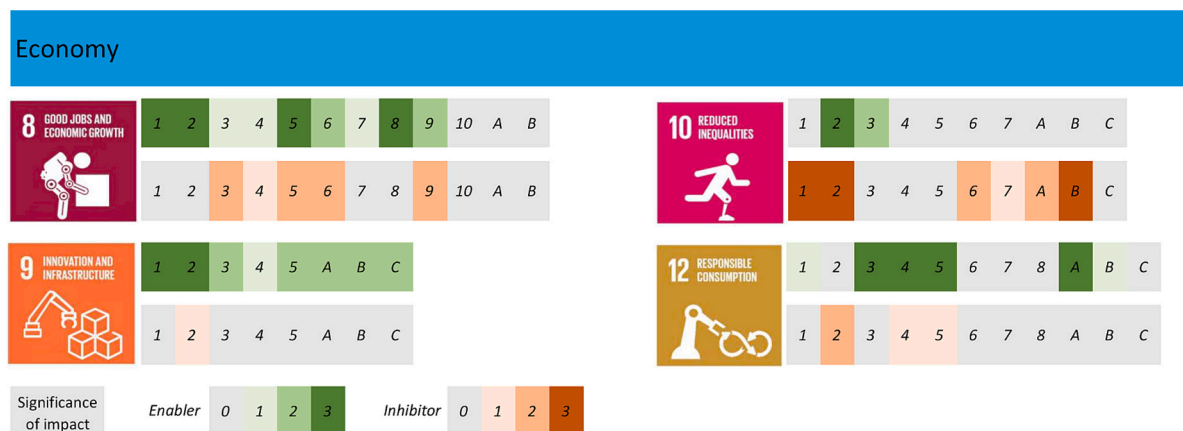 Economy
8 GOOD JOBS AND
ECONOMIC GROWTH
1 2 3 4 5 6 7 8 9 10 A B
1 2 3 4 5 6 7 8 9 10 A B
10 REDUCED
INEQUALITIES
1 2 3 4 5 6 7 A B C
1 2 3 4 5 6 7 A B C
9 INNOVATION AND
INFRASTRUCTURE
1 2 3 4 5 A B C
1 2 3 4 5 A B C
12 RESPONSIBLE
CONSUMPTION
1 2 3 4 5 6 7 8 A B C
1 2 3 4 5 6 7 8 A B C
Significance
of impact
Enabler 0 1 2 3
Inhibitor 0 1 2 3